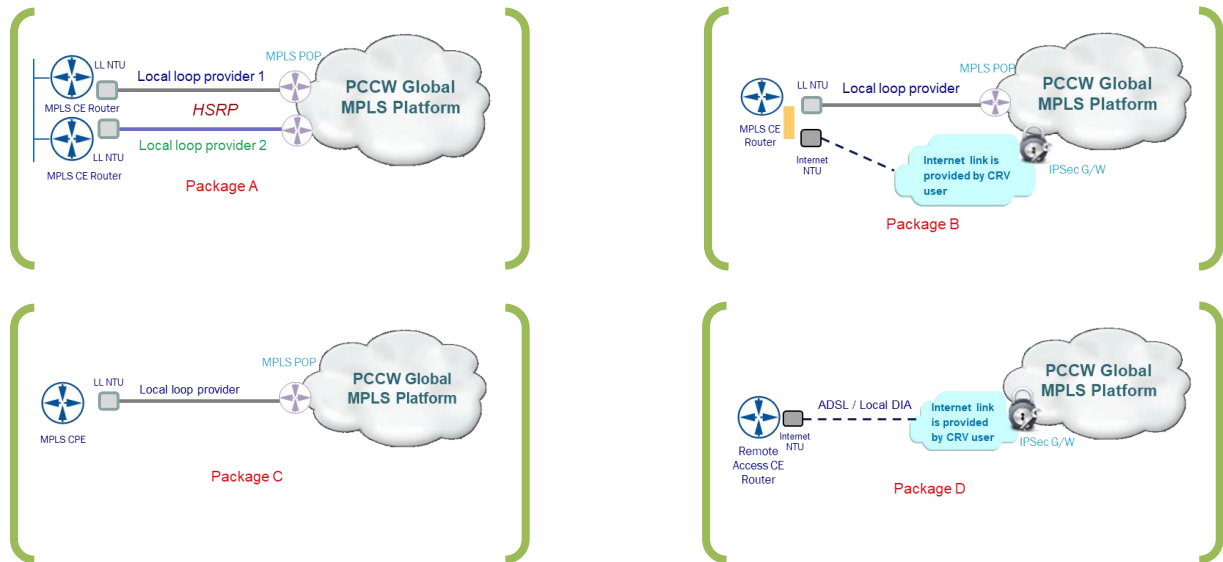 LL NTU
MPLS CE Router
Local loop provider 1
MPLS POP
HSRP
PCCW Global
MPLS Platform
Local loop provider 2
LL NTU
MPLS CE Router
Package A
MPLS CE
Router
LL NTU
Local loop provider
MPLS POP
PCCW Global
MPLS Platform
Internet
NTU
Internet link is
provided by CRV
user
IPSec G/W
Package B
MPLS CPE
LL NTU
Local loop provider
MPLS POP
PCCW Global
MPLS Platform
Package C
Remote
Access CE
Router
Internet
NTU
ADSL / Local DIA
Internet link
is provided
by CRV user
PCCW Global
MPLS Platform
IPSec G/W
Package D